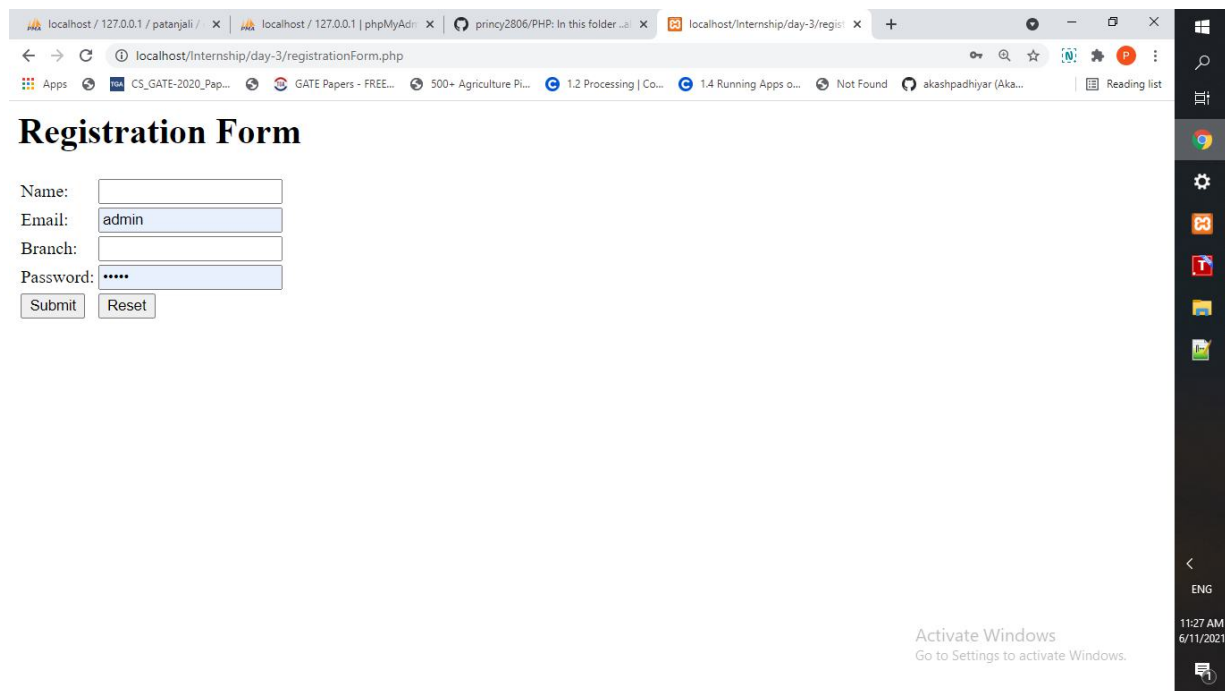 localhost / 127.0.0.1 / patanjali /
localhost / 127.0.0.1 | phpMyAdm
princy2806/PHP: In this folder ..al
localhost/Internship/day-3/regist
localhost/Internship/day-3/registrationForm.php
P
Apps
TGA
CS_GATE-2020_Pap...
GATE Papers - FREE...
500+ Agriculture Pi...
1.2 Processing | Co...
1.4 Running Apps o...
Not Found
akashpadhiyar (Aka...
Reading list
Registration Form
Name:
Email: admin
Branch:
Password: •••••
Submit Reset
Activate Windows
Go to Settings to activate Windows.
ENG
11:27 AM
6/11/2021
1